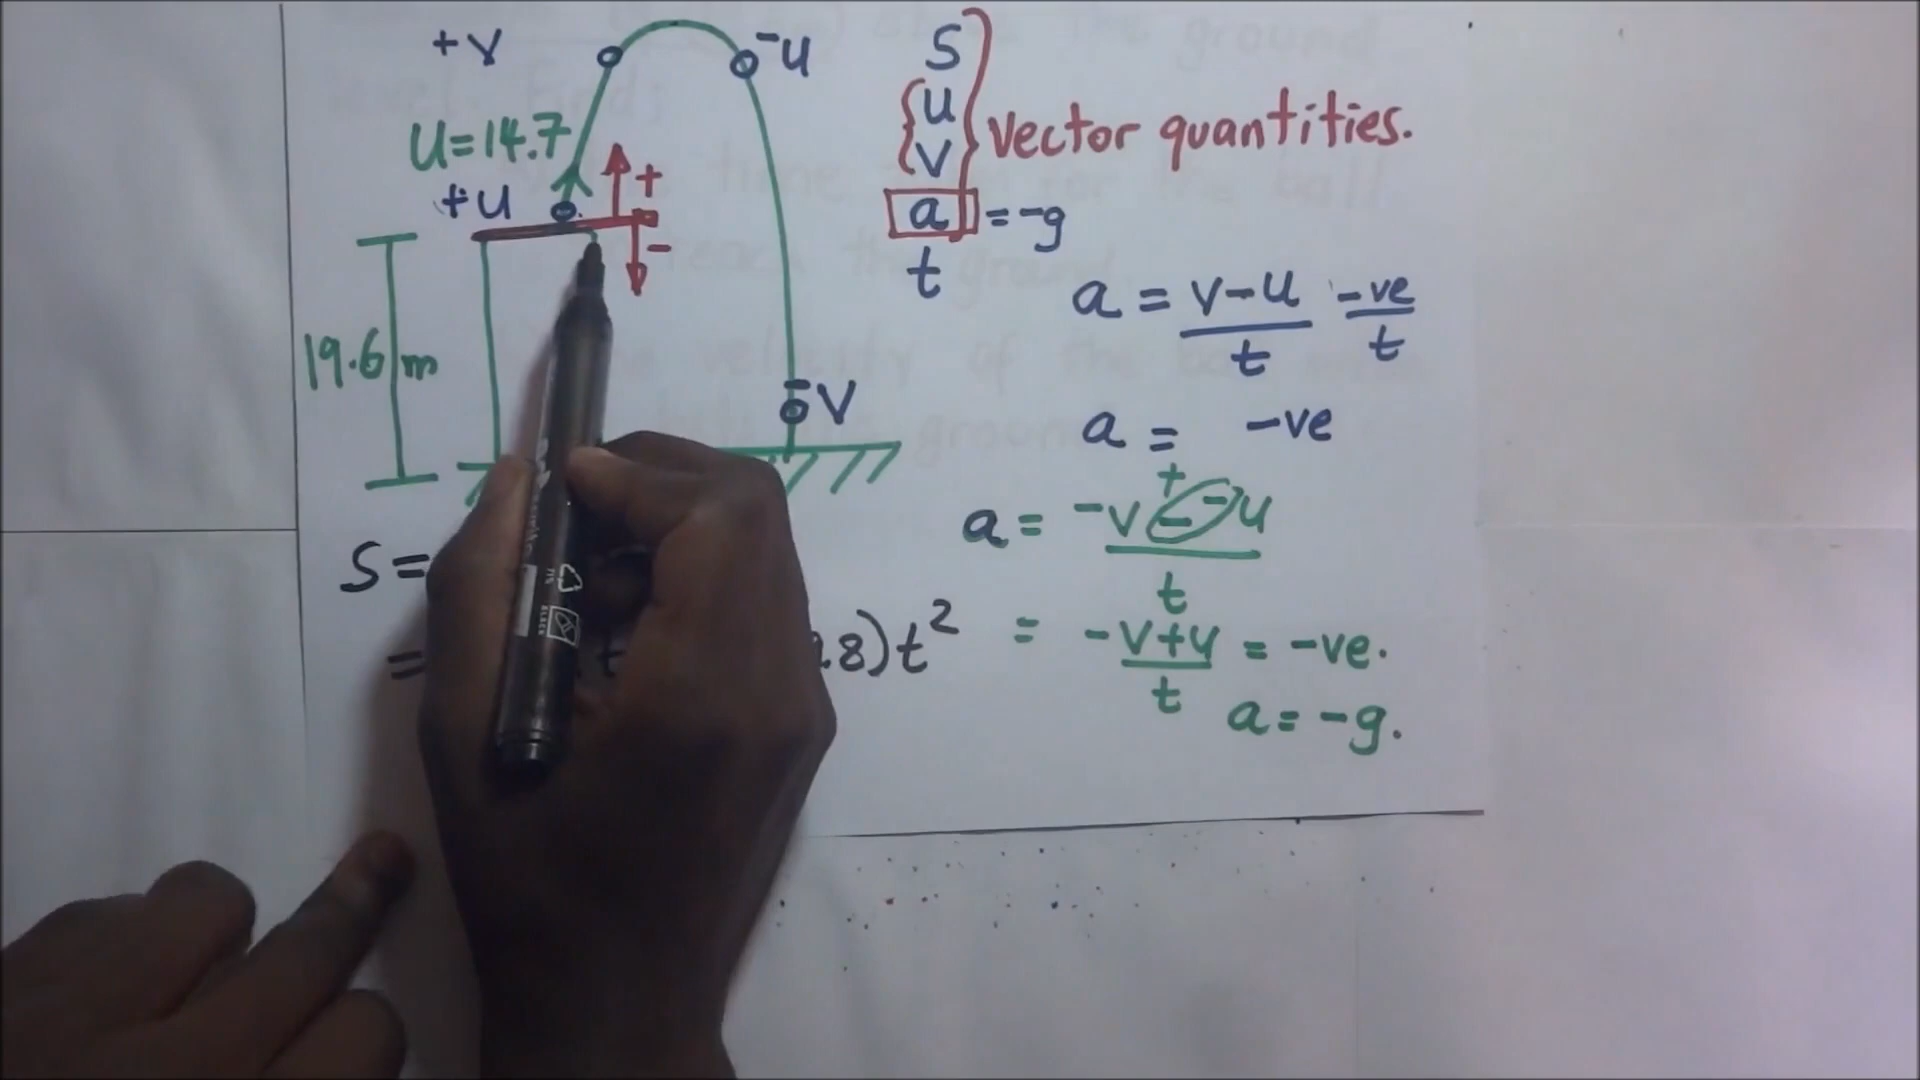 +v
-u
U=14.7
+u
+
-
19.6 m
-v
S
u
v
a = -g
t
vector quantities.
a = v-u -ve
t t
a = -ve
+
a = -v - -u
t
= -v+u = -ve.
t
a = -g.
S=
= t .8)t²